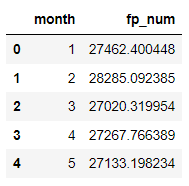 month fp_num
0 1 27462.400448
1 2 28285.092385
2 3 27020.319954
3 4 27267.766389
4 5 27133.198234